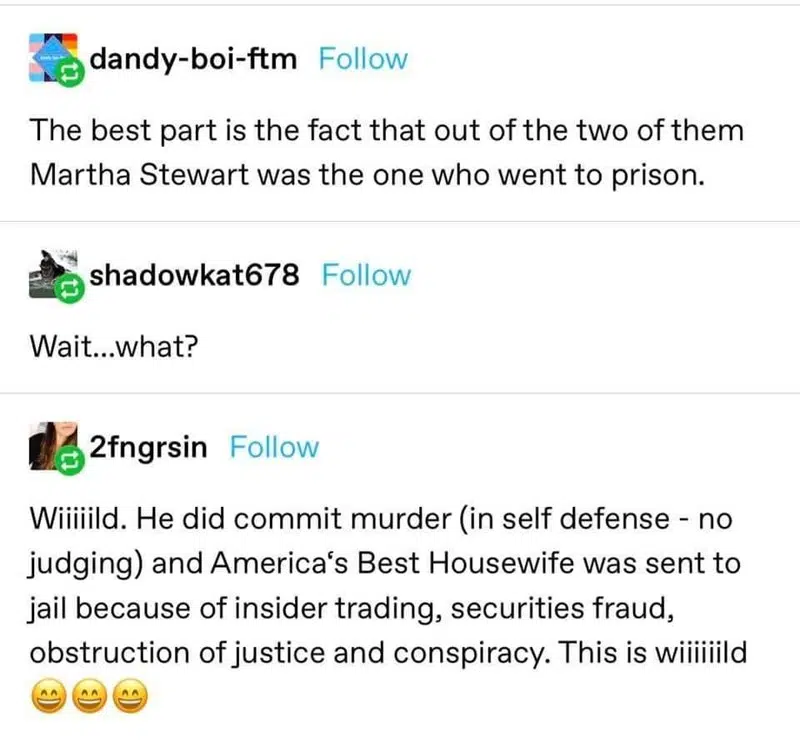 dandy-boi-ftm Follow
The best part is the fact that out of the two of them
Martha Stewart was the one who went to prison.
shadowkat678 Follow
Wait...what?
2fngrsin Follow
Wiiiiild. He did commit murder (in self defense - no
judging) and America‘s Best Housewife was sent to
jail because of insider trading, securities fraud,
obstruction of justice and conspiracy. This is wiiiiiild
😄😄😄